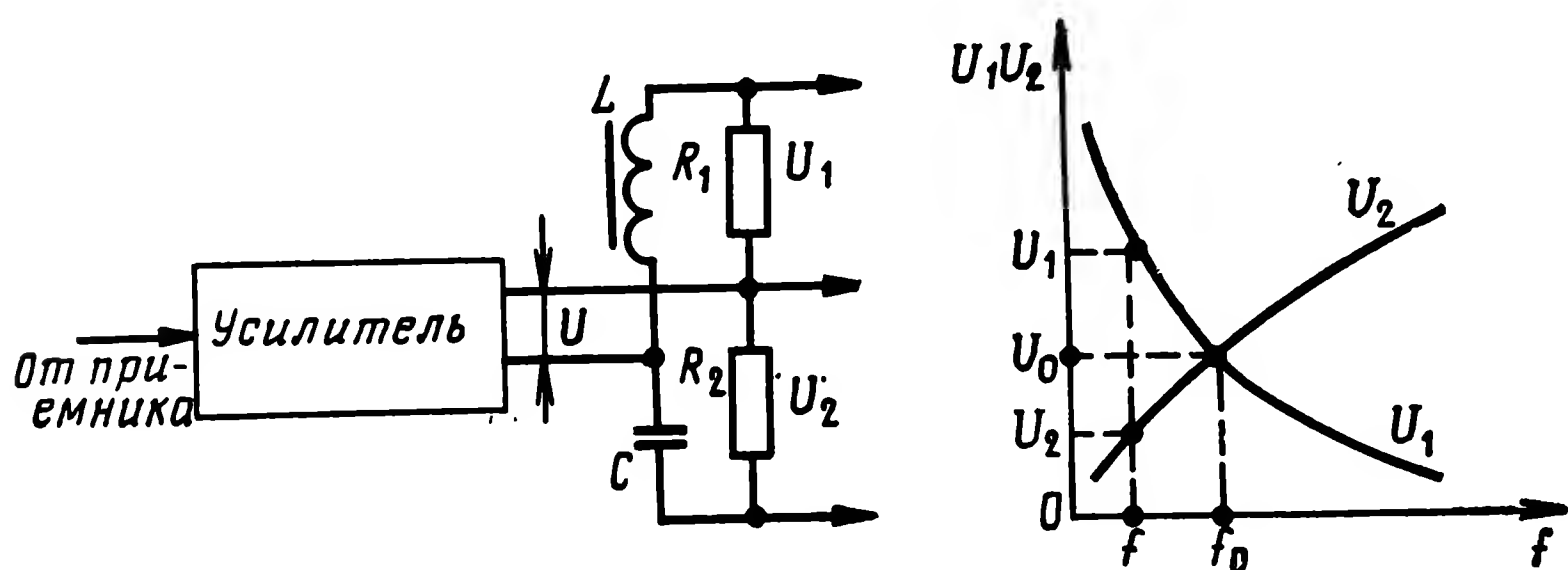 L
R₁
U₁
Усилитель
U
От при-
емника
R₂
U₂
C
U₁U₂
U₂
U₁
U₀
U₂
U₁
0
f
f₀
f